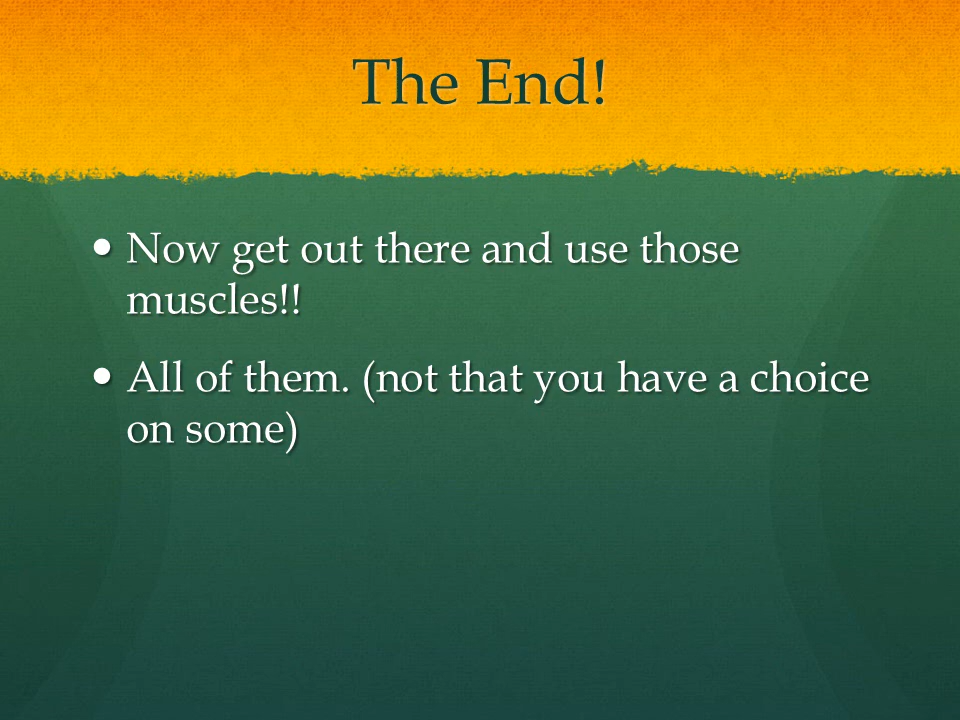 The End!
• Now get out there and use those
muscles!!
• All of them. (not that you have a choice
on some)